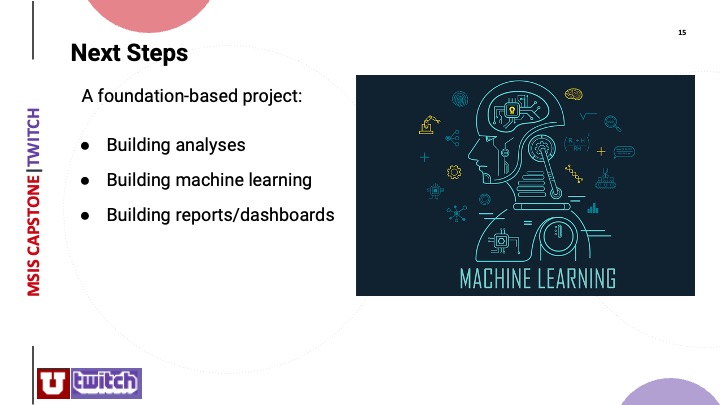 15
Next Steps
A foundation-based project:
● Building analyses
● Building machine learning
● Building reports/dashboards
MSIS CAPSTONE|TWITCH
MACHINE LEARNING
U twitch